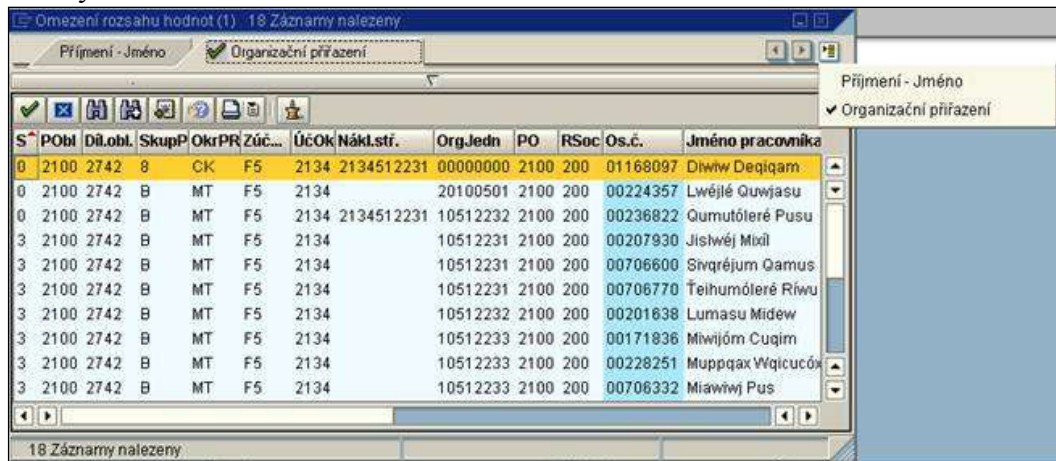 Omezení rozsahu hodnot (1) 18 Záznamy nalezeny
Příjmení - Jméno Organizační přiřazení
Příjmení - Jméno
Organizační přiřazení
S PObl Díl.obl. SkupP OkrPR Zúč... ÚčOk Nákl.stř. Org.Jedn PO RSoc Os.č. Jméno pracovníka
0 2100 2742 8 CK F5 2134 2134512231 00000000 2100 200 01168097 Diwiw Deqiqam
0 2100 2742 B MT F5 2134 20100501 2100 200 00224357 Lwéjlé Quwjasu
0 2100 2742 B MT F5 2134 2134512231 10512232 2100 200 00236822 Qumutóleré Pusu
3 2100 2742 B MT F5 2134 10512231 2100 200 00207930 Jislwéj Mixíl
3 2100 2742 B MT F5 2134 10512231 2100 200 00706600 Sivqréjum Qamus
3 2100 2742 B MT F5 2134 10512231 2100 200 00706770 Ťeihumóleré Ríwu
3 2100 2742 B MT F5 2134 10512232 2100 200 00201638 Lumasu Midew
3 2100 2742 B MT F5 2134 10512233 2100 200 00171836 Miwijóm Cuqim
3 2100 2742 B MT F5 2134 10512233 2100 200 00228251 Muppqax
3 2100 2742 B MT F5 2134 10512233 2100 200 00706332 Miawiwj Pus
18 Záznamy nalezeny